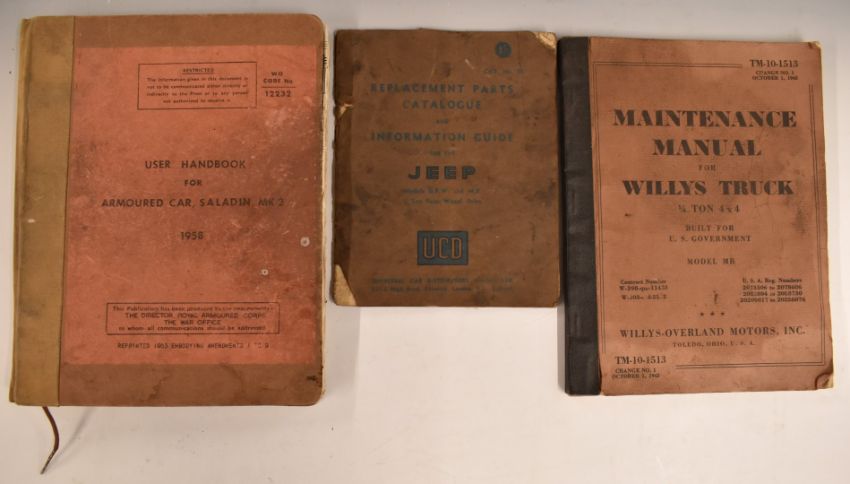 RESTRICTED
The information given in this document is
not to be communicated either directly or
indirectly to the Press or to any person
not authorised to receive it
W O
CODE No
12232
USER HANDBOOK
FOR
ARMOURED CAR, SALADIN MK 2
1958
This Publication has been produced by the
THE DIRECTOR, ROYAL ARMOURED CORPS
THE WAR OFFICE
to whom all communications should be addressed
REPRINTED 1963 EMBODYING AMENDMENTS 1 TO 9
REPLACEMENT PARTS
CATALOGUE
AND
INFORMATION GUIDE
FOR THE
JEEP
UCD
TM-10-1513
CHANGE NO. 1
OCTOBER 1, 1942
MAINTENANCE
MANUAL
FOR
WILLYS TRUCK
¼ TON 4x4
BUILT FOR
U. S. GOVERNMENT
MODEL MB
Contract Number
U. S. A. Reg. Numbers
WILLYS-OVERLAND MOTORS, INC.
TOLEDO, OHIO, U. S. A.
TM-10-1513
CHANGE NO. 1
OCTOBER 1, 1942